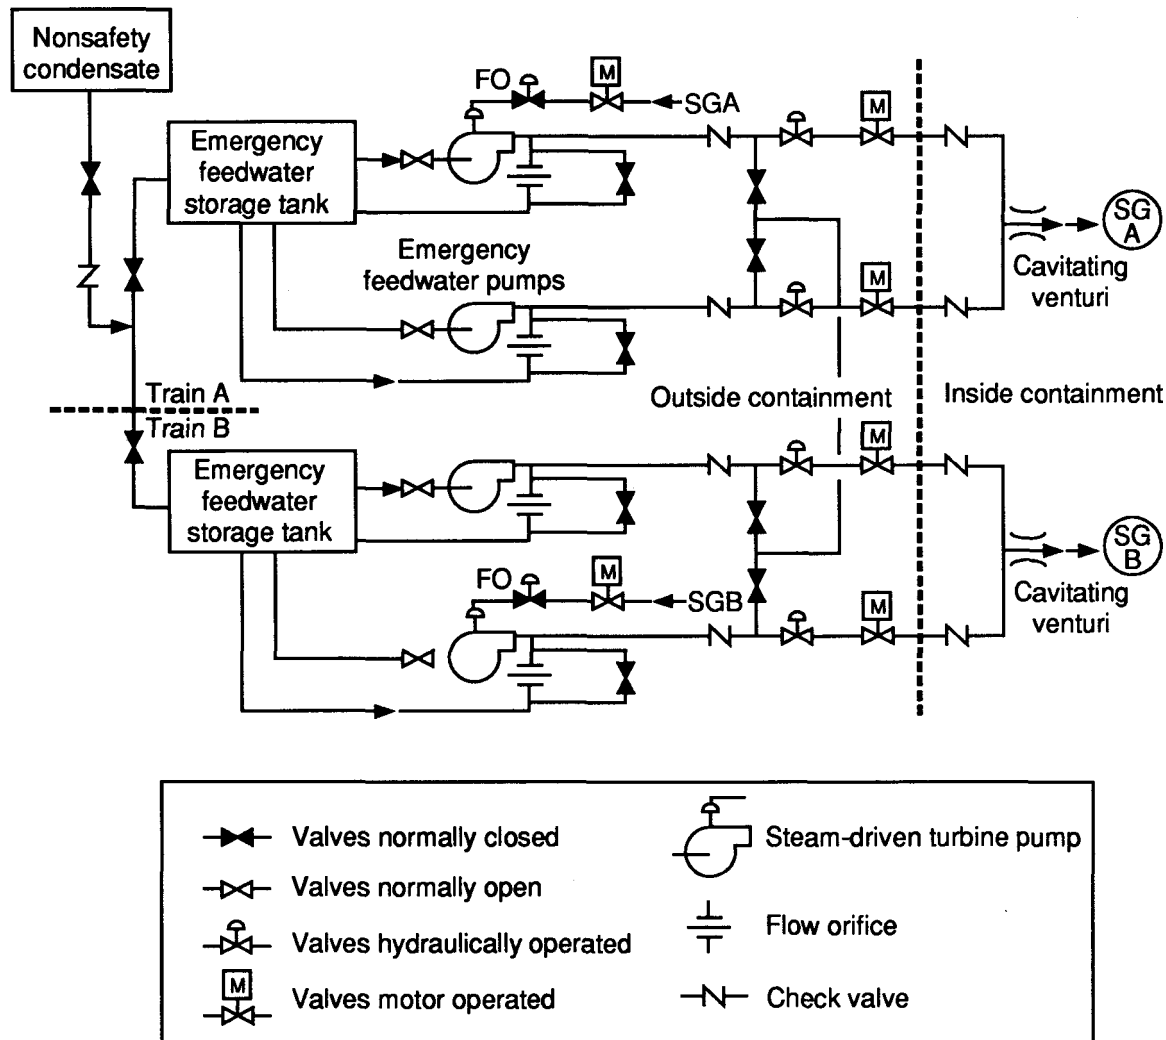 Nonsafety
condensate
FO
M
SGA
M
Emergency
feedwater
storage tank
SG
A
Emergency
feedwater pumps
M
Cavitating
venturi
Train A
Outside containment
Inside containment
Train B
M
Emergency
feedwater
storage tank
SG
B
FO
M
SGB
M
Cavitating
venturi
Valves normally closed
Steam-driven turbine pump
Valves normally open
Flow orifice
Valves hydraulically operated
M
Valves motor operated
Check valve